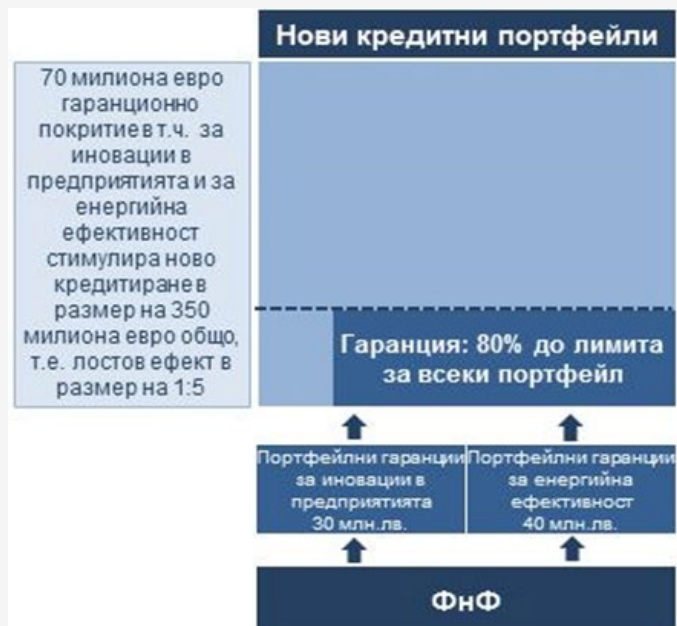 Нови кредитни портфейли
70 милиона евро
гаранционно
покритие в т.ч. за
иновации в
предприятията и за
енергийна
ефективност
стимулира ново
кредитиране в
размер на 350
милиона евро общо,
т.е. лостов ефект в
размер на 1:5
Гаранция: 80% до лимита
за всеки портфейл
Портфейлни гаранции
за иновации в
предприятията
30 млн.лв.
Портфейлни гаранции
за енергийна
ефективност
40 млн.лв.
ФнФ